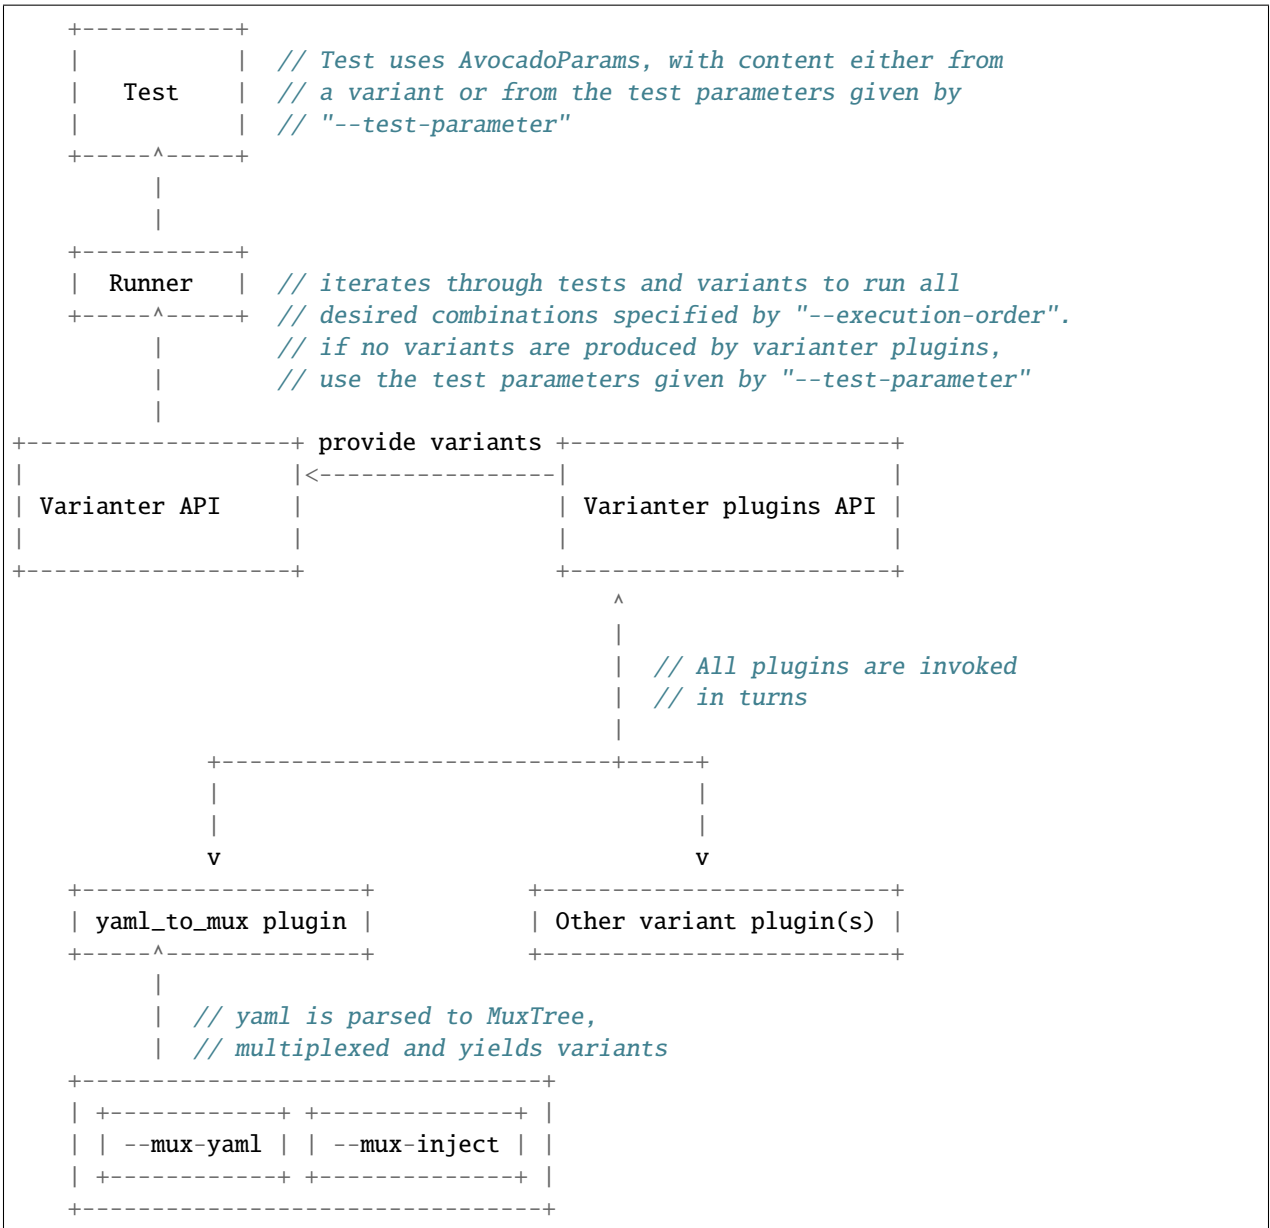 +-----------+
|           |  // Test uses AvocadoParams, with content either from
|   Test    |  // a variant or from the test parameters given by
|           |  // "--test-parameter"
+-----^-----+
|
|
+-----------+
|  Runner   |  // iterates through tests and variants to run all
+-----^-----+  // desired combinations specified by "--execution-order".
|        // if no variants are produced by varianter plugins,
|        // use the test parameters given by "--test-parameter"
|
+-------------------+ provide variants +-----------------------+
|                   |<-----------------|                       |
| Varianter API     |                  | Varianter plugins API |
|                   |                  |                       |
+-------------------+                  +-----------------------+
^
|
|  // All plugins are invoked
|  // in turns
|
+----------------------------+-----+
|                                  |
|                                  |
v                                  v
+--------------------+           +-------------------------+
| yaml_to_mux plugin |           | Other variant plugin(s) |
+-----^--------------+           +-------------------------+
|
|  // yaml is parsed to MuxTree,
|  // multiplexed and yields variants
+---------------------------------+
| +------------+ +--------------+ |
| | --mux-yaml | | --mux-inject | |
| +------------+ +--------------+ |
+---------------------------------+